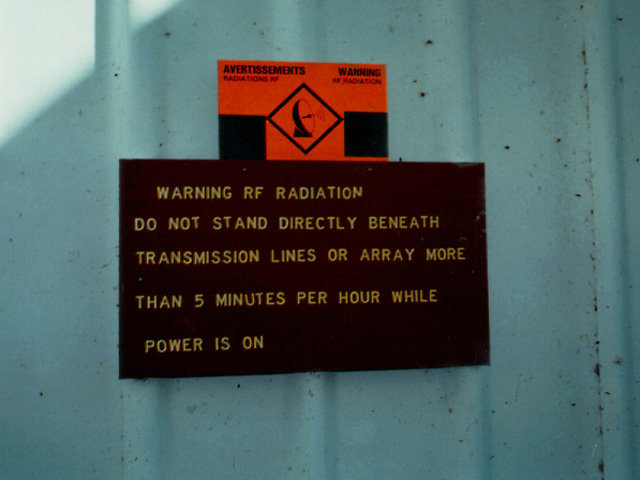 AVERTISSEMENTS WARNING
RADIATIONS RF RF RADIATION
WARNING RF RADIATION
DO NOT STAND DIRECTLY BENEATH
TRANSMISSION LINES OR ARRAY MORE
THAN 5 MINUTES PER HOUR WHILE
POWER IS ON